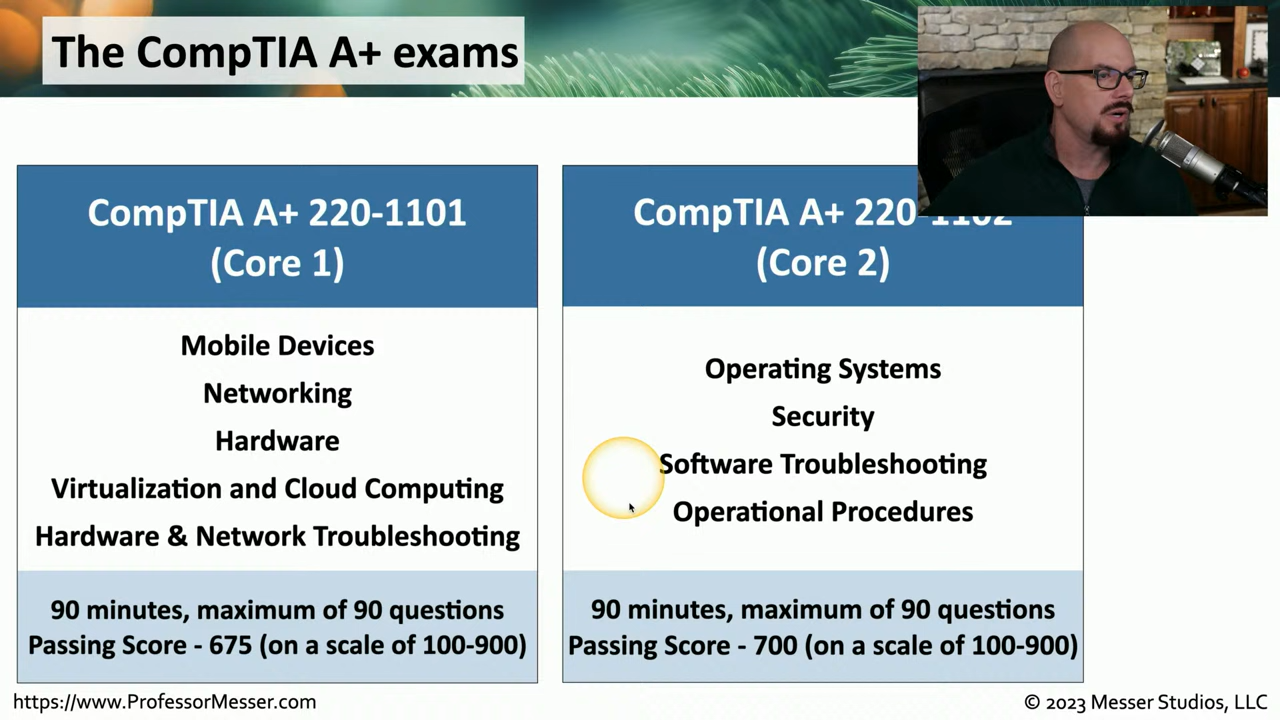 The CompTIA A+ exams
CompTIA A+ 220-1101
(Core 1)
Mobile Devices
Networking
Hardware
Virtualization and Cloud Computing
Hardware & Network Troubleshooting
90 minutes, maximum of 90 questions
Passing Score - 675 (on a scale of 100-900)
CompTIA A+ 220-1102
(Core 2)
Operating Systems
Security
Software Troubleshooting
Operational Procedures
90 minutes, maximum of 90 questions
Passing Score - 700 (on a scale of 100-900)
https://www.ProfessorMesser.com
© 2023 Messer Studios, LLC